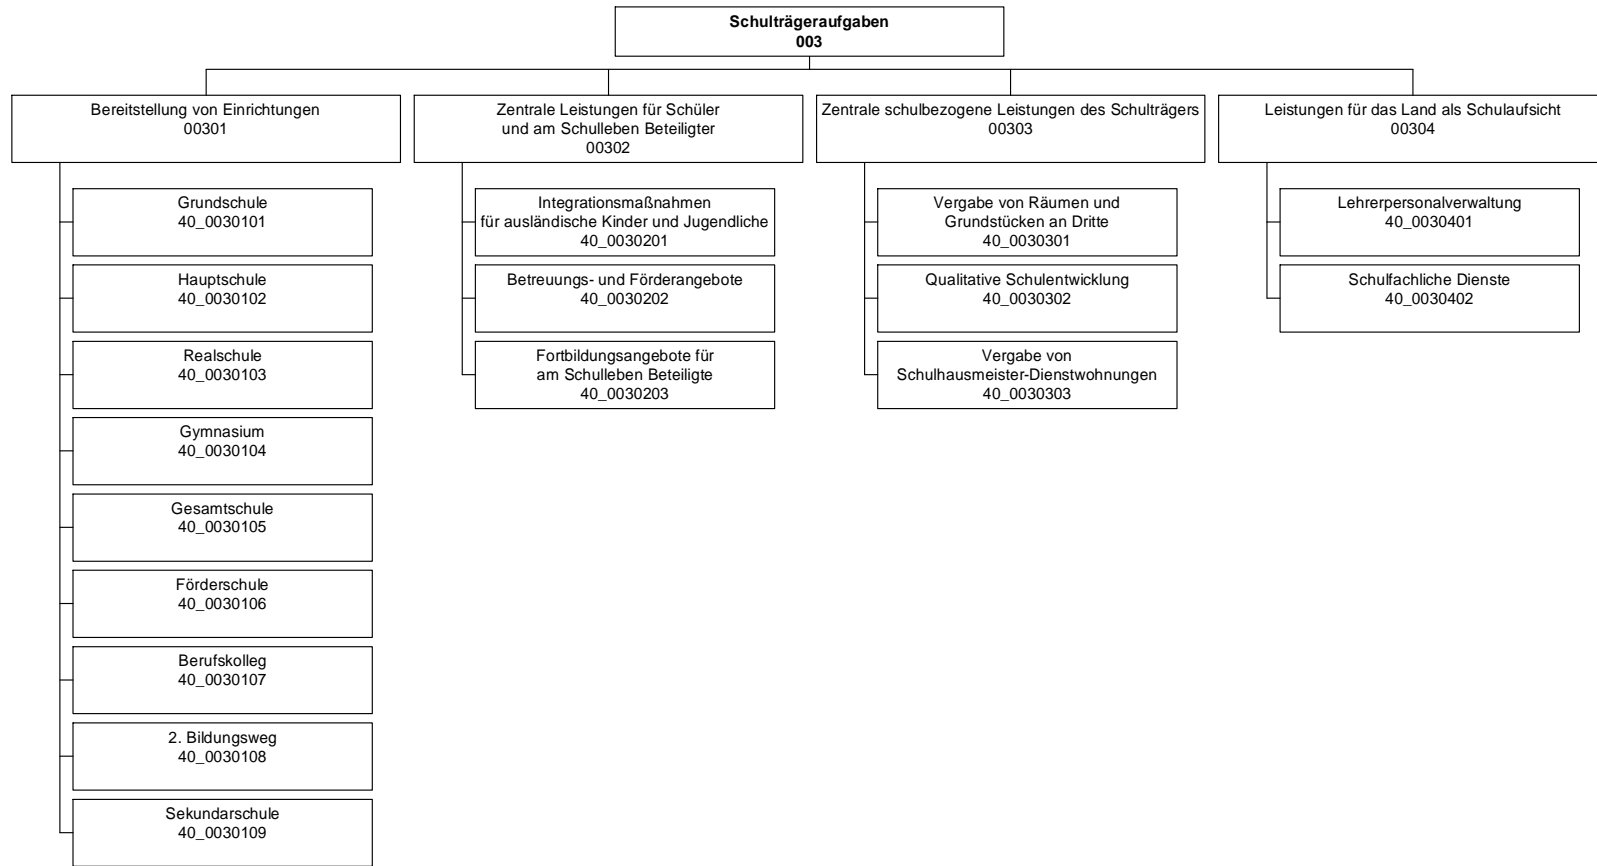 Schulträgeraufgaben
003
Bereitstellung von Einrichtungen
00301
Grundschule
40_0030101
Hauptschule
40_0030102
Realschule
40_0030103
Gymnasium
40_0030104
Gesamtschule
40_0030105
Förderschule
40_0030106
Berufskolleg
40_0030107
2. Bildungsweg
40_0030108
Sekundarschule
40_0030109
Zentrale Leistungen für Schüler
und am Schulleben Beteiligter
00302
Integrationsmaßnahmen
für ausländische Kinder und Jugendliche
40_0030201
Betreuungs- und Förderangebote
40_0030202
Fortbildungsangebote für
am Schulleben Beteiligte
40_0030203
Zentrale schulbezogene Leistungen des Schulträgers
00303
Vergabe von Räumen und
Grundstücken an Dritte
40_0030301
Qualitative Schulentwicklung
40_0030302
Vergabe von
Schulhausmeister-Dienstwohnungen
40_0030303
Leistungen für das Land als Schulaufsicht
00304
Lehrerpersonalverwaltung
40_0030401
Schulfachliche Dienste
40_0030402